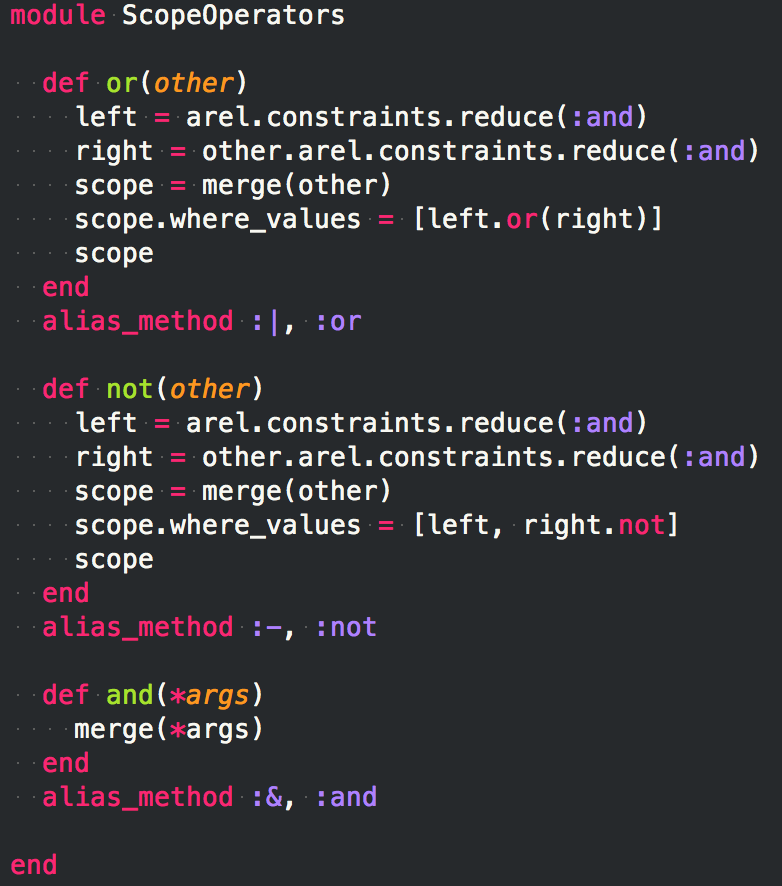 module ScopeOperators
  def or(other)
    left = arel.constraints.reduce(:and)
    right = other.arel.constraints.reduce(:and)
    scope = merge(other)
    scope.where_values = [left.or(right)]
    scope
  end
  alias_method :|, :or
  def not(other)
    left = arel.constraints.reduce(:and)
    right = other.arel.constraints.reduce(:and)
    scope = merge(other)
    scope.where_values = [left, right.not]
    scope
  end
  alias_method :-, :not
  def and(*args)
    merge(*args)
  end
  alias_method :&, :and
end